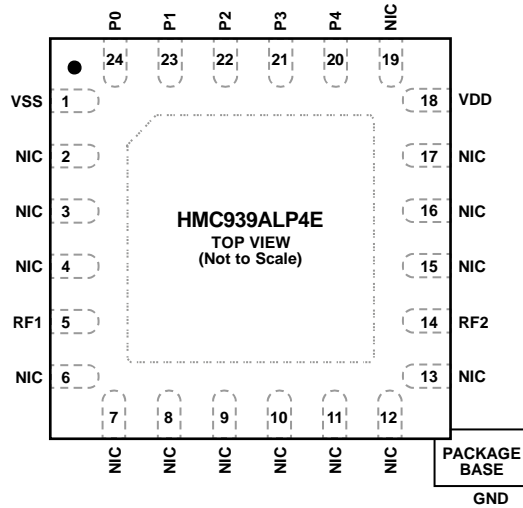 P0 P1 P2 P3 P4 NIC
24 23 22 21 20 19
VSS 1 18 VDD
NIC 2 17 NIC
NIC 3 16 NIC
HMC939ALP4E
TOP VIEW
(Not to Scale)
NIC 4 15 NIC
RF1 5 14 RF2
NIC 6 13 NIC
7 8 9 10 11 12
NIC NIC NIC NIC NIC NIC
PACKAGE
BASE
GND